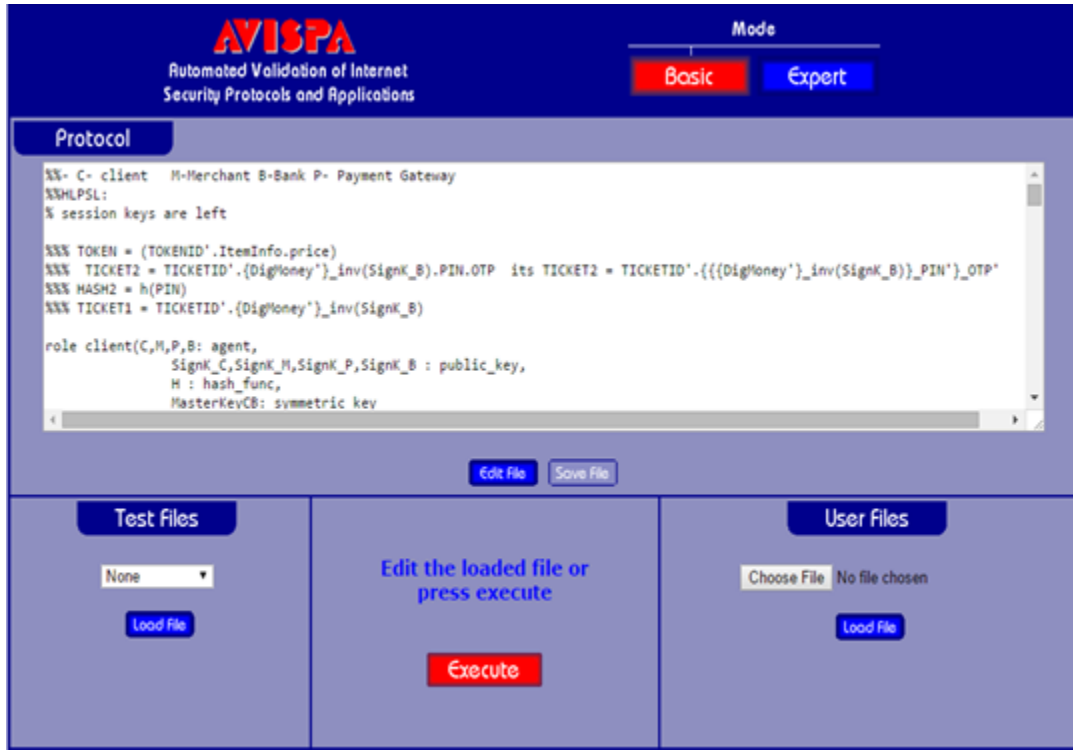 AVISPA
Automated Validation of Internet
Security Protocols and Applications
Mode
Basic
Expert
Protocol
%%- C- client   M-Merchant B-Bank P- Payment Gateway
%%HLPSL:
% session keys are left
%%% TOKEN = (TOKENID'.ItemInfo.price)
%%%  TICKET2 = TICKETID'.{DigMoney'}_inv(SignK_B).PIN.OTP  its TICKET2 = TICKETID'.{{{DigMoney'}_inv(SignK_B)}_PIN'}_OTP'
%%% HASH2 = h(PIN)
%%% TICKET1 = TICKETID'.{DigMoney'}_inv(SignK_B)
role client(C,M,P,B: agent,
SignK_C,SignK_M,SignK_P,SignK_B : public_key,
H : hash_func,
MasterKeyCB: symmetric key
Edit File
Save File
Test Files
None
Load File
Edit the loaded file or
press execute
Execute
User Files
Choose File No file chosen
Load File